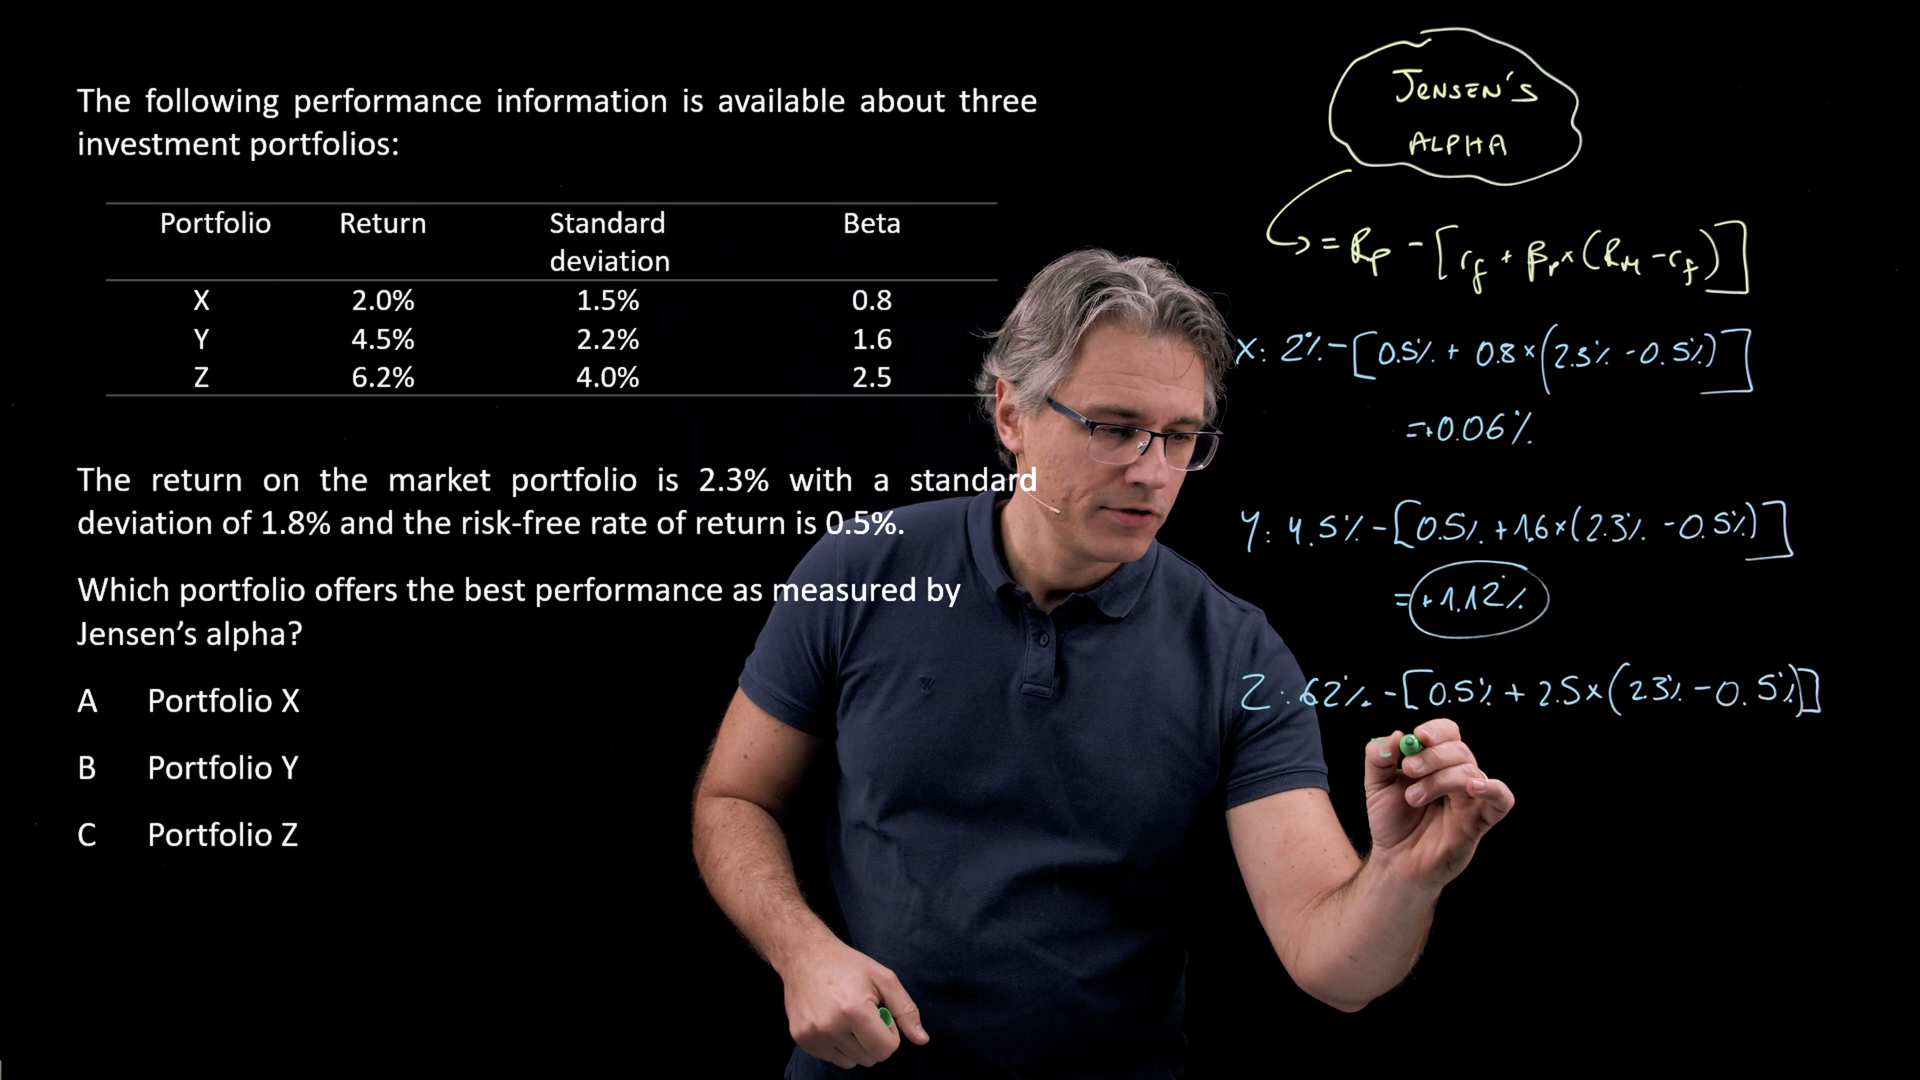 The following performance information is available about three
investment portfolios:
Portfolio Return Standard deviation Beta
X 2.0% 1.5% 0.8
Y 4.5% 2.2% 1.6
Z 6.2% 4.0% 2.5
The return on the market portfolio is 2.3% with a standard
deviation of 1.8% and the risk-free rate of return is 0.5%.
Which portfolio offers the best performance as measured by
Jensen’s alpha?
A Portfolio X
B Portfolio Y
C Portfolio Z
JENSEN'S
ALPHA
= Rp - [rf + βp × (RM - rf)]
X: 2% - [0.5% + 0.8 × (2.3% - 0.5%)]
= +0.06%
Y: 4.5% - [0.5% + 1.6 × (2.3% - 0.5%)]
= +1.12%
Z: 6.2% - [0.5% + 2.5 × (2.3% - 0.5%)]
=